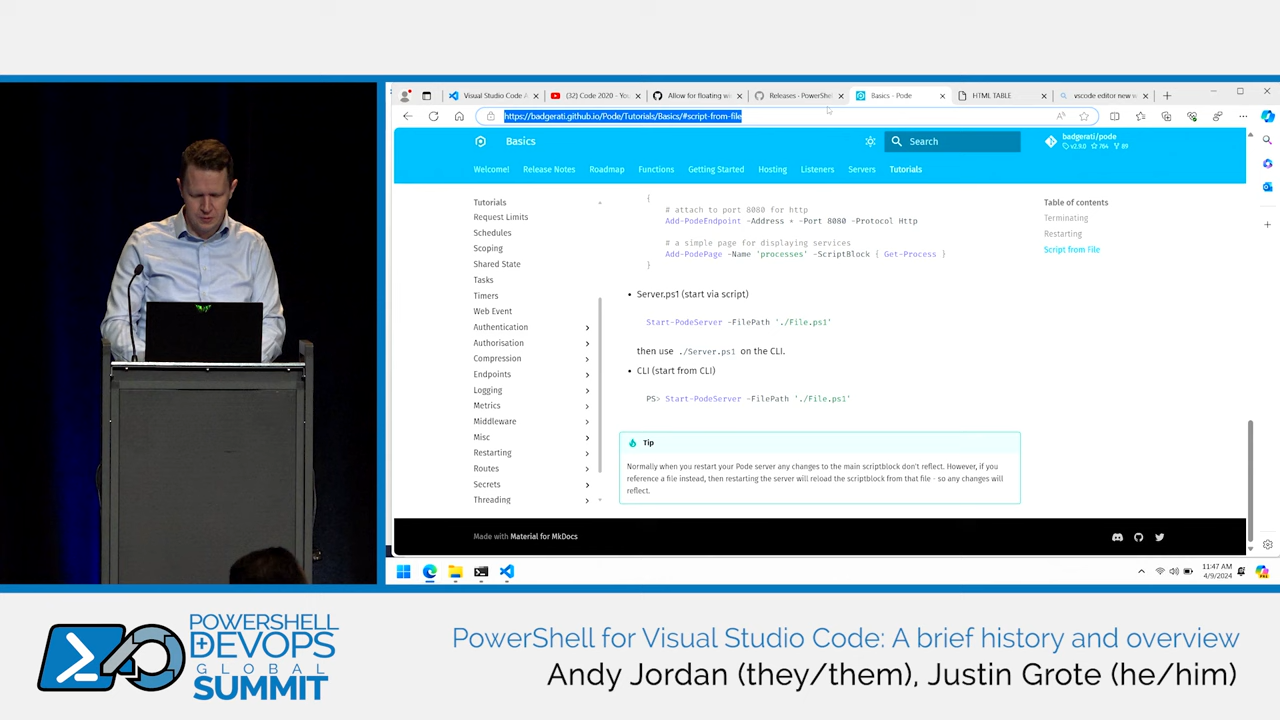 Visual Studio Code A
(32) Code 2020 - Yo
Allow for floating we
Releases - PowerShel
Basics - Pode
HTML TABLE
vscode editor new w
https://badgerati.github.io/Pode/Tutorials/Basics/#script-from-file
Basics
Search
badgerati/pode
v2.9.0 764 89
Welcome! Release Notes Roadmap Functions Getting Started Hosting Listeners Servers Tutorials
Tutorials
Request Limits
Schedules
Scoping
Shared State
Tasks
Timers
Web Event
Authentication
Authorisation
Compression
Endpoints
Logging
Metrics
Middleware
Misc
Restarting
Routes
Secrets
Threading
{
# attach to port 8080 for http
Add-PodeEndpoint -Address * -Port 8080 -Protocol Http
# a simple page for displaying services
Add-PodePage -Name 'processes' -ScriptBlock { Get-Process }
}
• Server.ps1 (start via script)
Start-PodeServer -FilePath './File.ps1'
then use ./Server.ps1 on the CLI.
• CLI (start from CLI)
PS> Start-PodeServer -FilePath './File.ps1'
Tip
Normally when you restart your Pode server any changes to the main scriptblock don't reflect. However, if you
reference a file instead, then restarting the server will reload the scriptblock from that file - so any changes will
reflect.
Table of contents
Terminating
Restarting
Script from File
Made with Material for MkDocs
11:47 AM
4/9/2024
POWERSHELL
+DEVOPS
GLOBAL
SUMMIT
PowerShell for Visual Studio Code: A brief history and overview
Andy Jordan (they/them), Justin Grote (he/him)